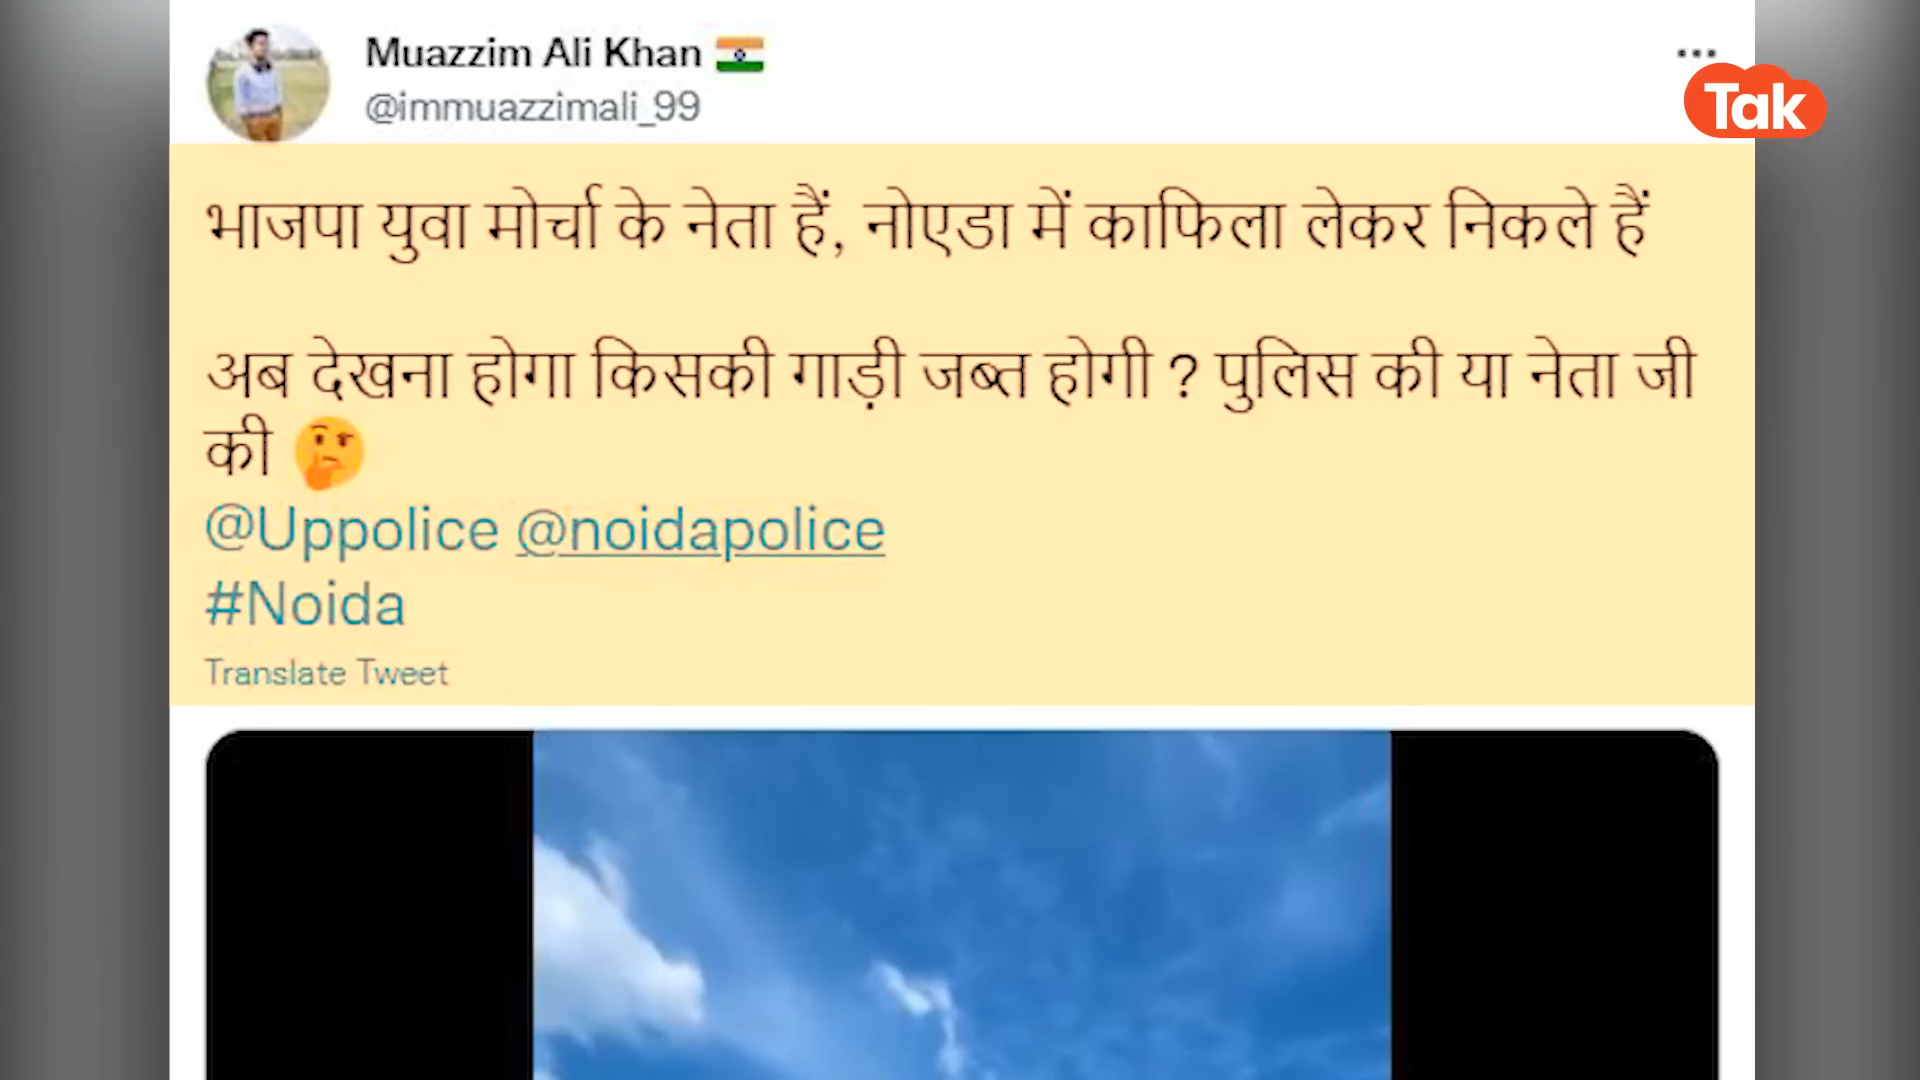 Muazzim Ali Khan
@immuazzimali_99
Tak
भाजपा युवा मोर्चा के नेता हैं, नोएडा में काफिला लेकर निकले हैं
अब देखना होगा किसकी गाड़ी जब्त होगी ? पुलिस की या नेता जी
की 🤔
@Uppolice @noidapolice
#Noida
Translate Tweet